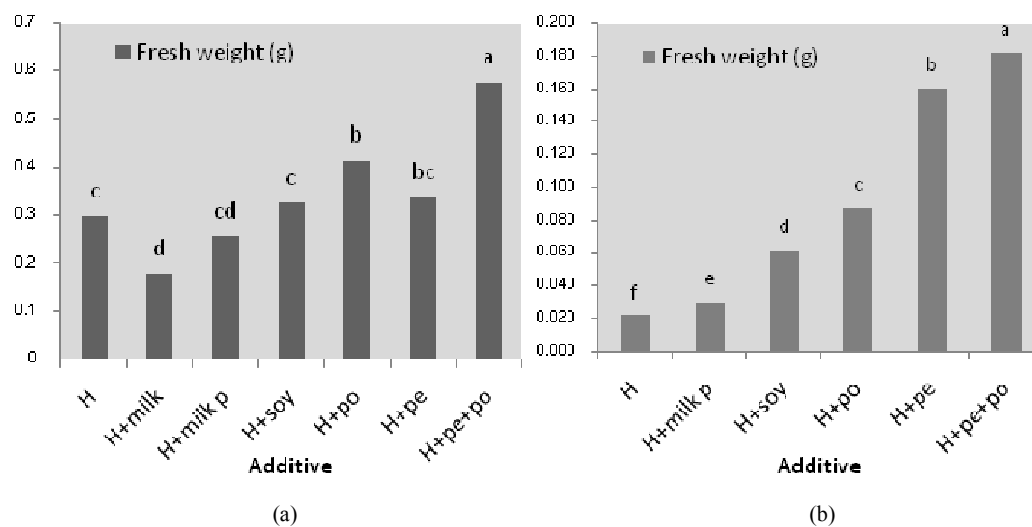 0.7
0.6
0.5
0.4
0.3
0.2
0.1
0
Fresh weight (g)
c
d
cd
c
b
bc
a
H
H+milk
H+milk p
H+soy
H+po
H+pe
H+pe+po
Additive
(a)
0.200
0.180
0.160
0.140
0.120
0.100
0.080
0.060
0.040
0.020
0.000
Fresh weight (g)
f
e
d
c
b
a
H
H+milk p
H+soy
H+po
H+pe
H+pe+po
Additive
(b)